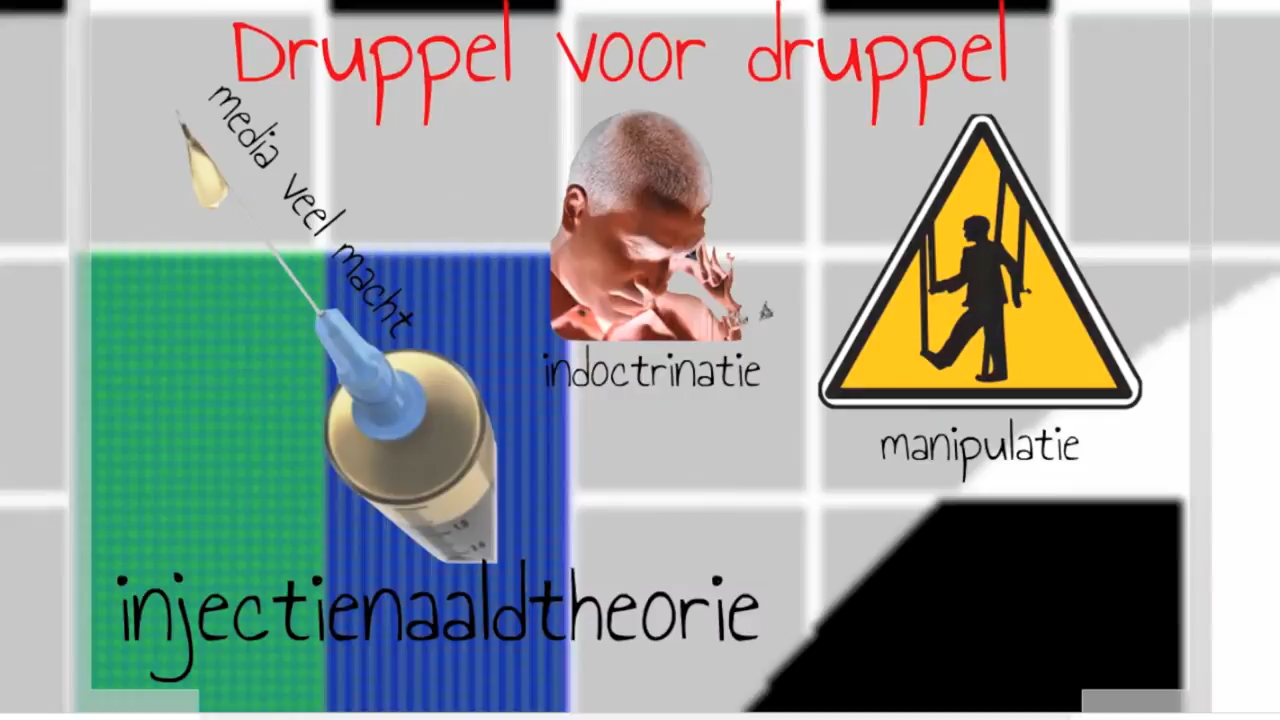 Druppel voor druppel
media veel macht
indoctrinatie
manipulatie
injectienaaldtheorie